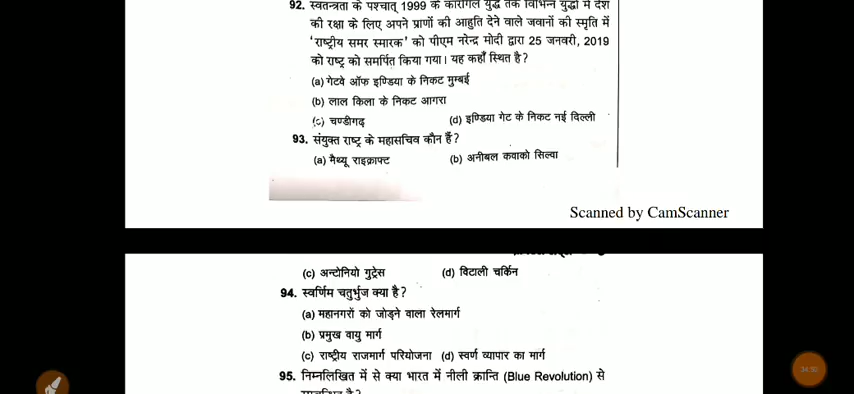 92. स्वतन्त्रता के पश्चात् 1999 के कारगिल युद्ध तक विभिन्न युद्धों में देश
की रक्षा के लिए अपने प्राणों की आहुति देने वाले जवानों की स्मृति में
'राष्ट्रीय समर स्मारक' को पीएम नरेन्द्र मोदी द्वारा 25 जनवरी, 2019
को राष्ट्र को समर्पित किया गया। यह कहाँ स्थित है?
(a) गेटवे ऑफ इण्डिया के निकट मुम्बई
(b) लाल किला के निकट आगरा
(c) चण्डीगढ़ (d) इण्डिया गेट के निकट नई दिल्ली
93. संयुक्त राष्ट्र के महासचिव कौन हैं?
(a) मैथ्यू राइक्राफ्ट (b) अनीबल कवाको सिल्वा
Scanned by CamScanner
(c) अन्टोनियो गुट्रेस (d) विटाली चर्किन
94. स्वर्णिम चतुर्भुज क्या है?
(a) महानगरों को जोड़ने वाला रेलमार्ग
(b) प्रमुख वायु मार्ग
(c) राष्ट्रीय राजमार्ग परियोजना (d) स्वर्ण व्यापार का मार्ग
95. निम्नलिखित में से क्या भारत में नीली क्रान्ति (Blue Revolution) से